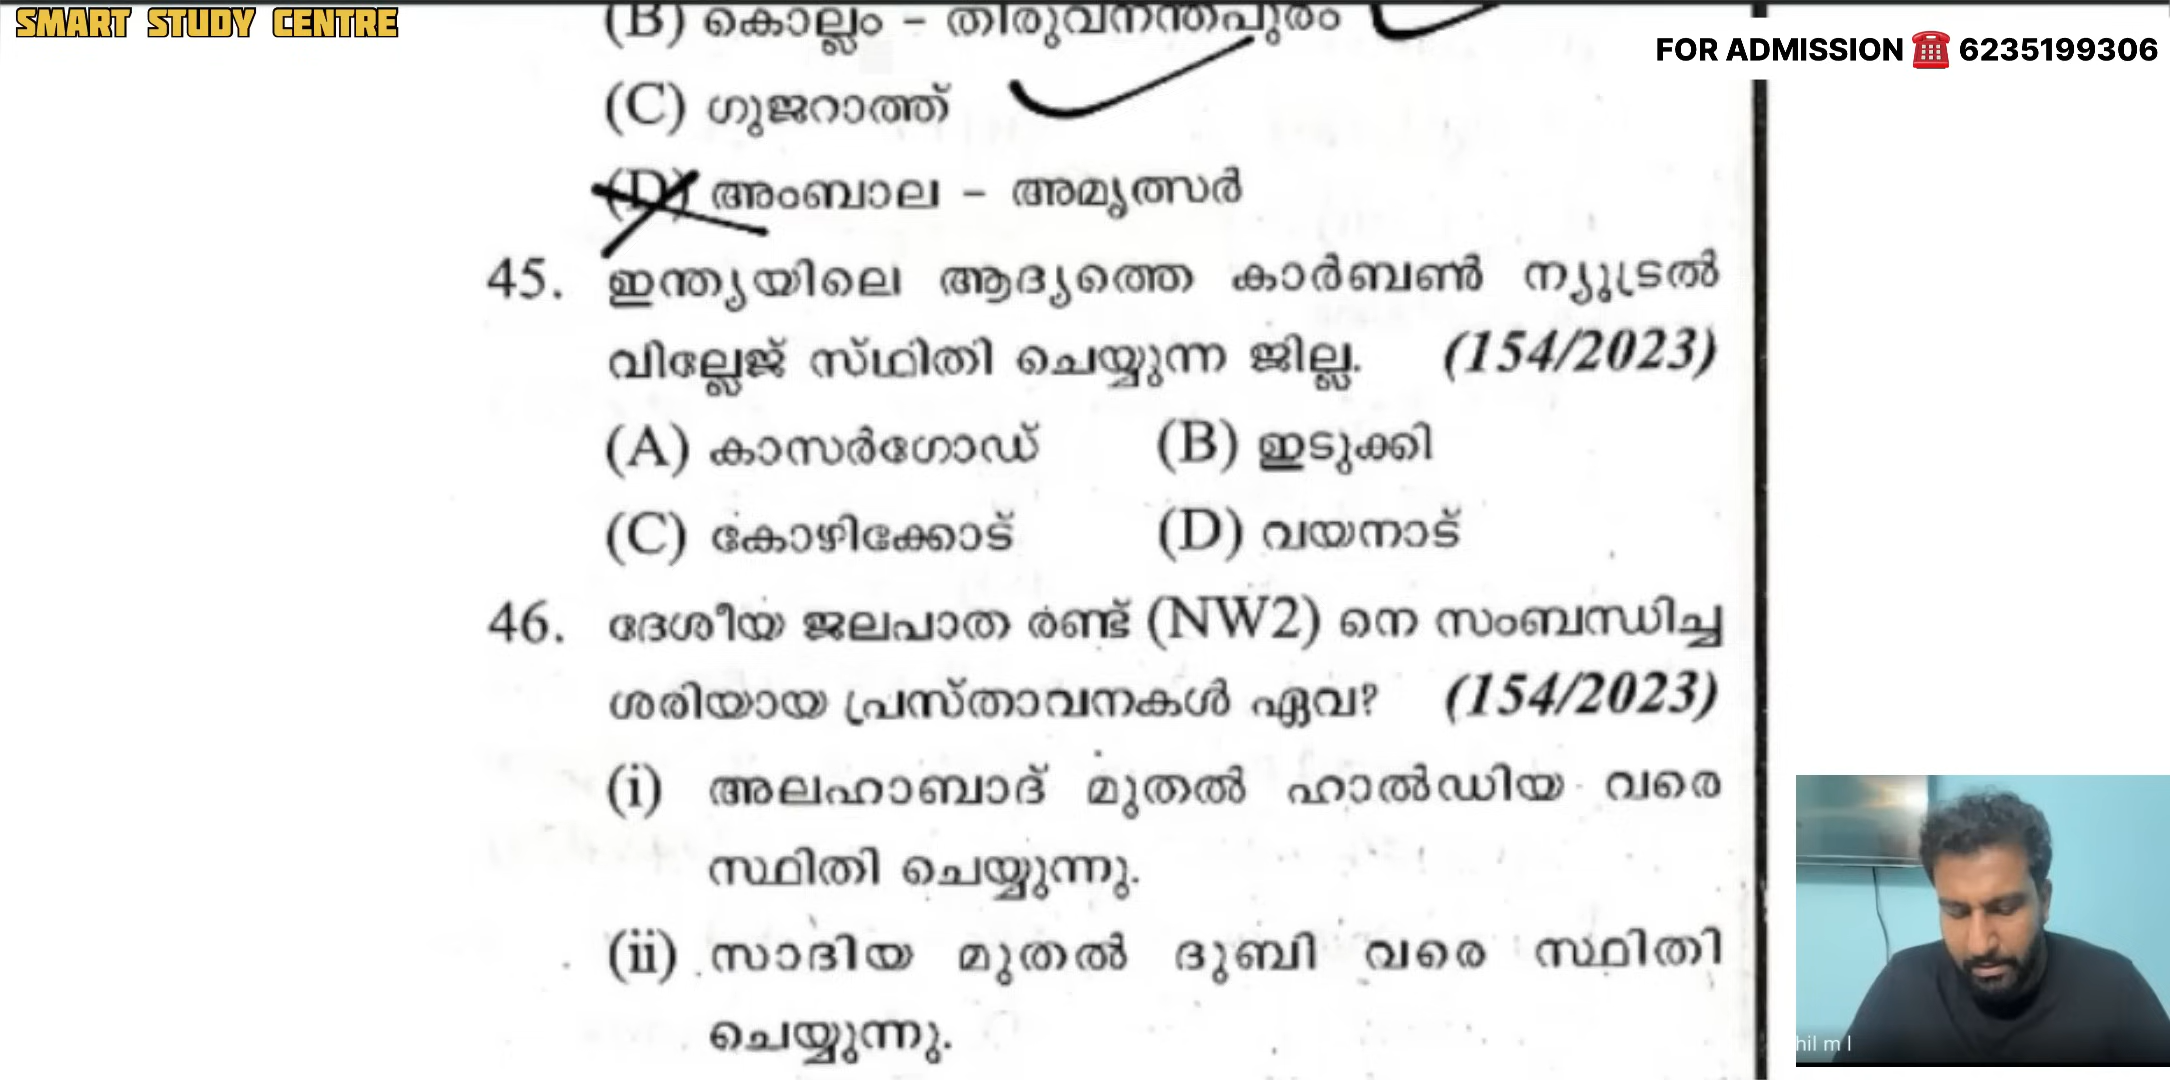 SMART STUDY CENTRE
FOR ADMISSION ☎ 6235199306
(B) കൊല്ലം – തിരുവനന്തപുരം
(C) ഗുജറാത്ത്
(D) അംബാല – അമൃത്സർ
45. ഇന്ത്യയിലെ ആദ്യത്തെ കാർബൺ ന്യൂട്രൽ
വില്ലേജ് സ്ഥിതി ചെയ്യുന്ന ജില്ല. (154/2023)
(A) കാസർഗോഡ് (B) ഇടുക്കി
(C) കോഴിക്കോട് (D) വയനാട്
46. ദേശീയ ജലപാത രണ്ട് (NW2) നെ സംബന്ധിച്ച
ശരിയായ പ്രസ്താവനകൾ ഏവ? (154/2023)
(i) അലഹാബാദ് മുതൽ ഹാൽഡിയ വരെ
സ്ഥിതി ചെയ്യുന്നു.
(ii) സാദിയ മുതൽ ദുബ്രി വരെ സ്ഥിതി
ചെയ്യുന്നു.
hil m l